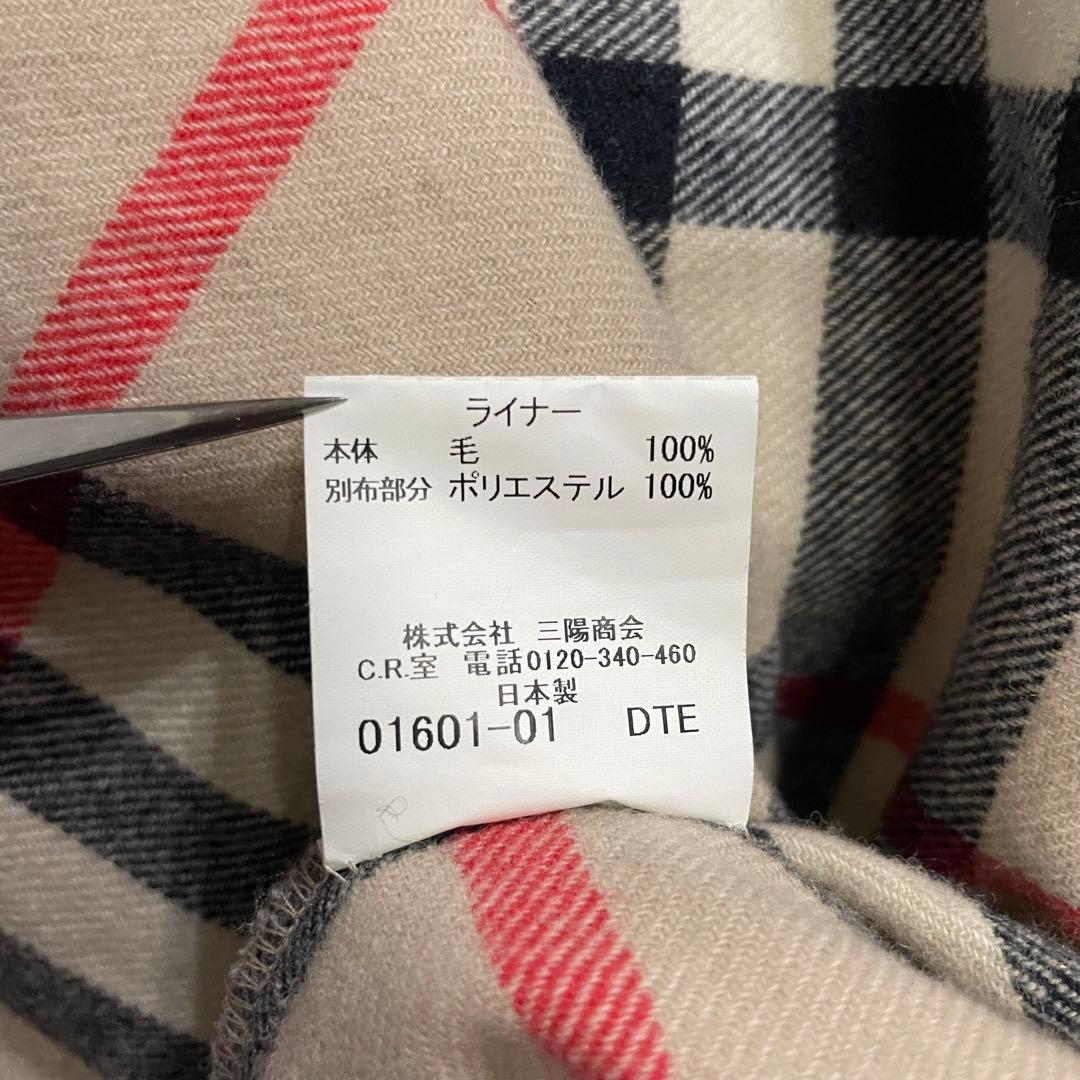 ライナー
本体 毛 100%
別布部分 ポリエステル 100%
株式会社 三陽商会
C.R.室 電話0120-340-460
日本製
01601-01 DTE